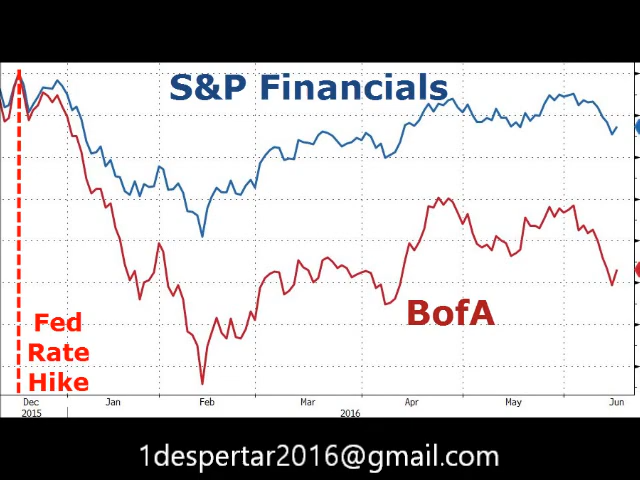 S&P Financials
BofA
Fed
Rate
Hike
Dec Jan Feb Mar Apr May Jun
2015 2016
1despertar2016@gmail.com